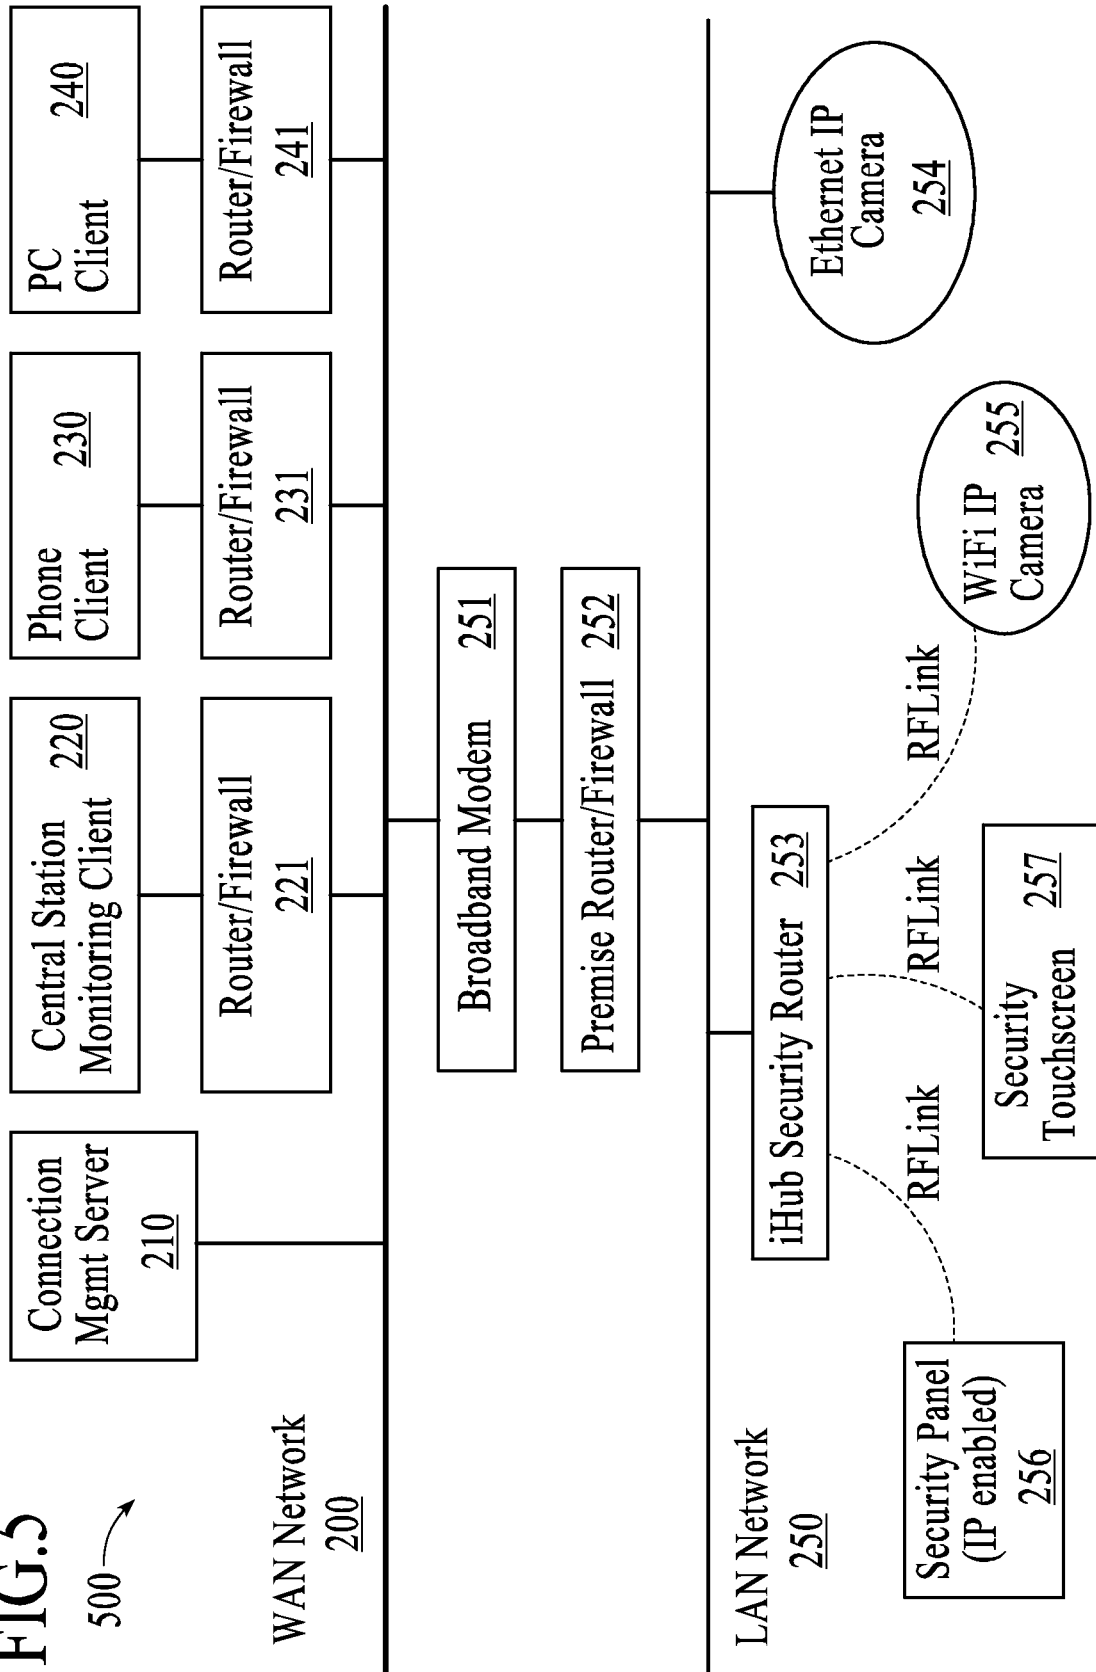 FIG.5
500
Connection
Mgmt Server
210
Central Station
Monitoring Client
220
Phone
Client
230
PC
Client
240
Router/Firewall
221
Router/Firewall
231
Router/Firewall
241
WAN Network
200
Broadband Modem 251
Premise Router/Firewall 252
LAN Network
250
iHub Security Router 253
Ethernet IP
Camera
254
RFLink
RFLink
RFLink
Security Panel
(IP enabled)
256
Security
Touchscreen
257
WiFi IP
Camera
255